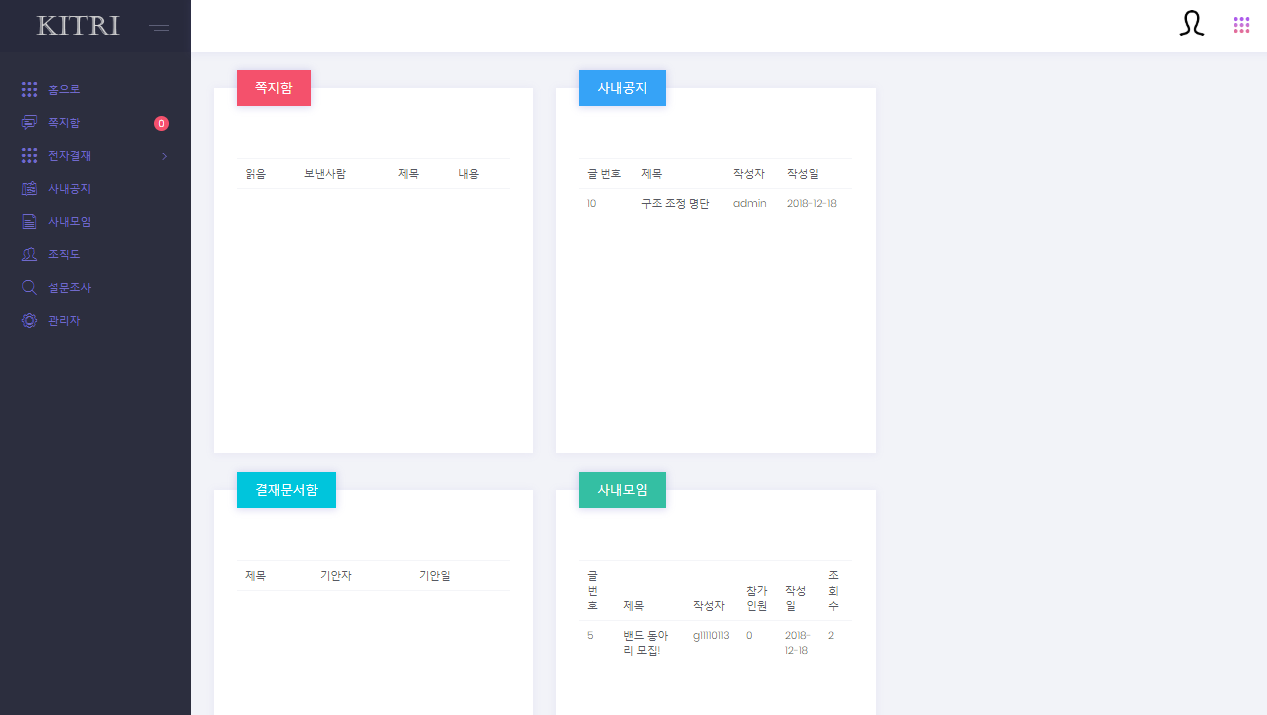 KITRI
홈으로
쪽지함 0
전자결재
사내공지
사내모임
조직도
설문조사
관리자
쪽지함
읽음 보낸사람 제목 내용
사내공지
글 번호 제목 작성자 작성일
10 구조 조정 명단 admin 2018-12-18
결재문서함
제목 기안자 기안일
사내모임
글
번 참가 작성 조
회
호 제목 작성자 인원 일 수
5 밴드 동아 g11110113 0 2018- 2
리 모집! 12-18